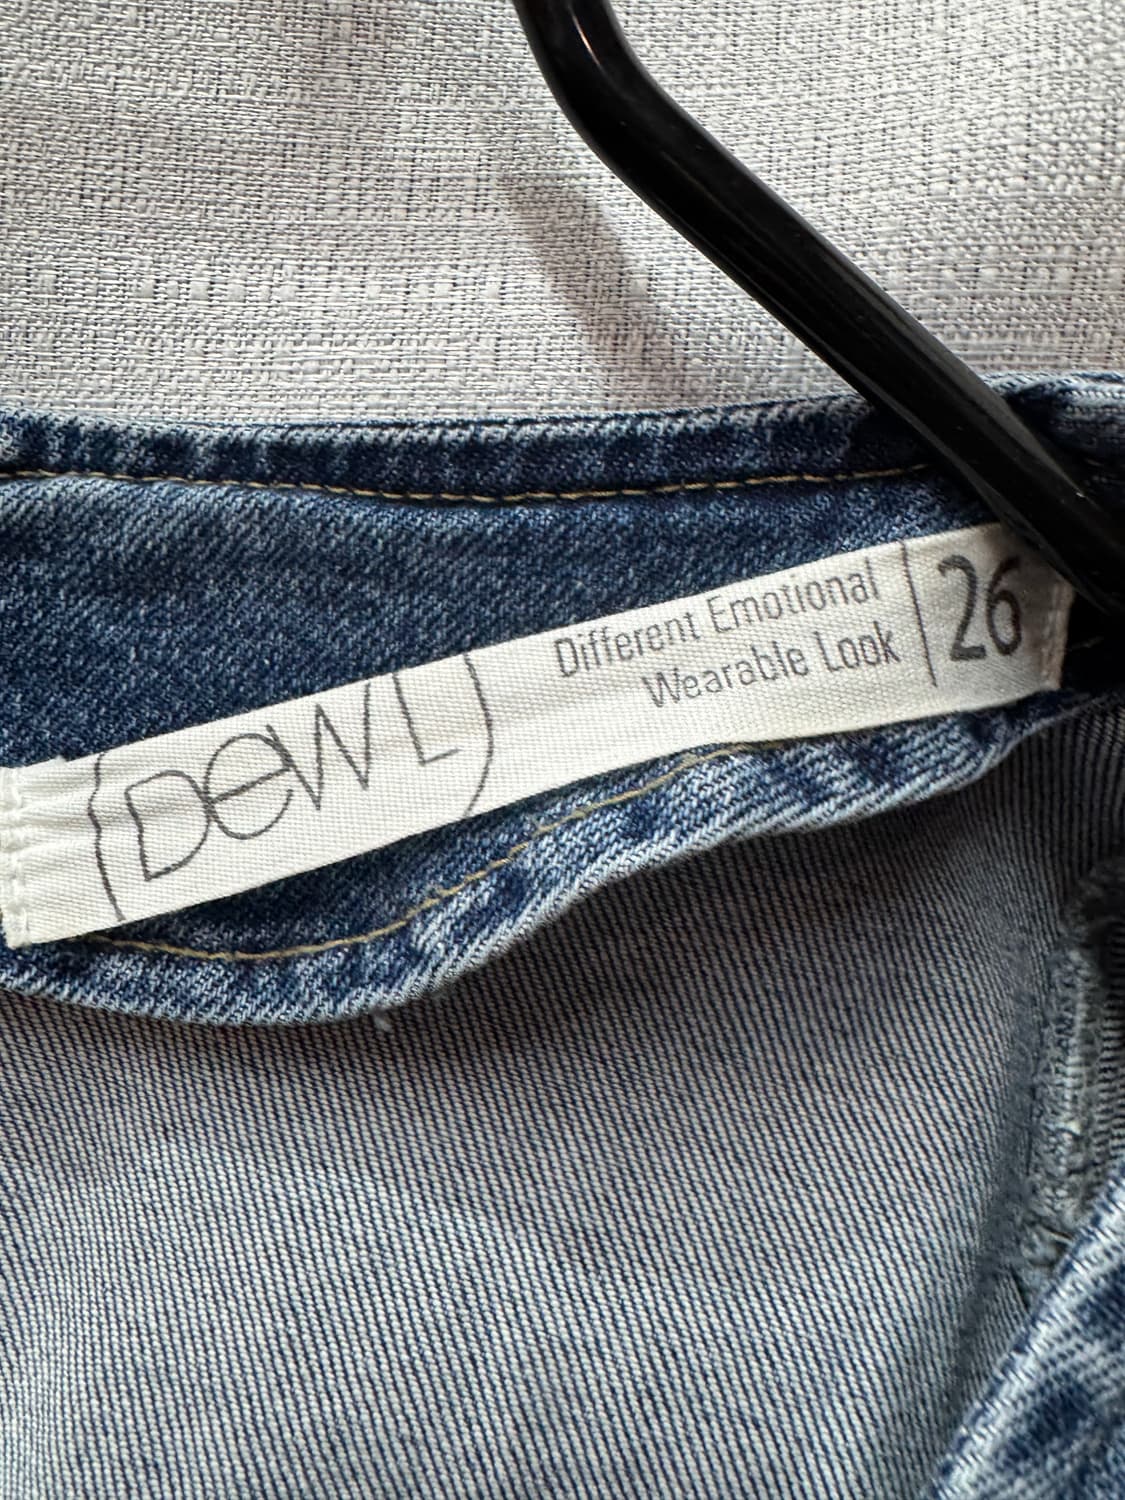 (DeWL)
Different Emotional
Wearable Look
26